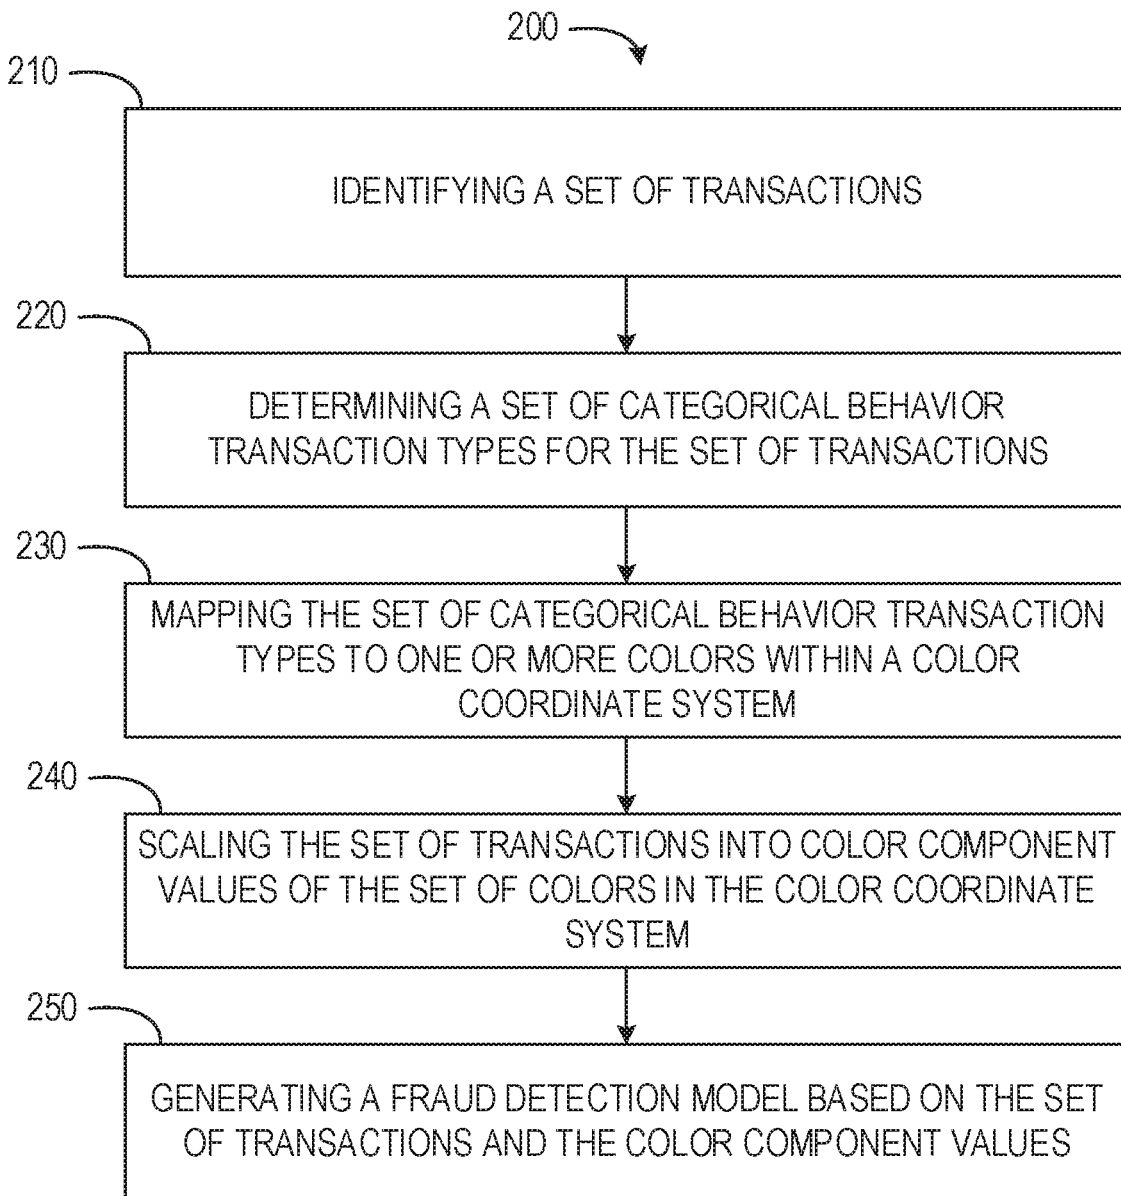 200
210
IDENTIFYING A SET OF TRANSACTIONS
220
DETERMINING A SET OF CATEGORICAL BEHAVIOR
TRANSACTION TYPES FOR THE SET OF TRANSACTIONS
230
MAPPING THE SET OF CATEGORICAL BEHAVIOR TRANSACTION
TYPES TO ONE OR MORE COLORS WITHIN A COLOR
COORDINATE SYSTEM
240
SCALING THE SET OF TRANSACTIONS INTO COLOR COMPONENT
VALUES OF THE SET OF COLORS IN THE COLOR COORDINATE
SYSTEM
250
GENERATING A FRAUD DETECTION MODEL BASED ON THE SET
OF TRANSACTIONS AND THE COLOR COMPONENT VALUES